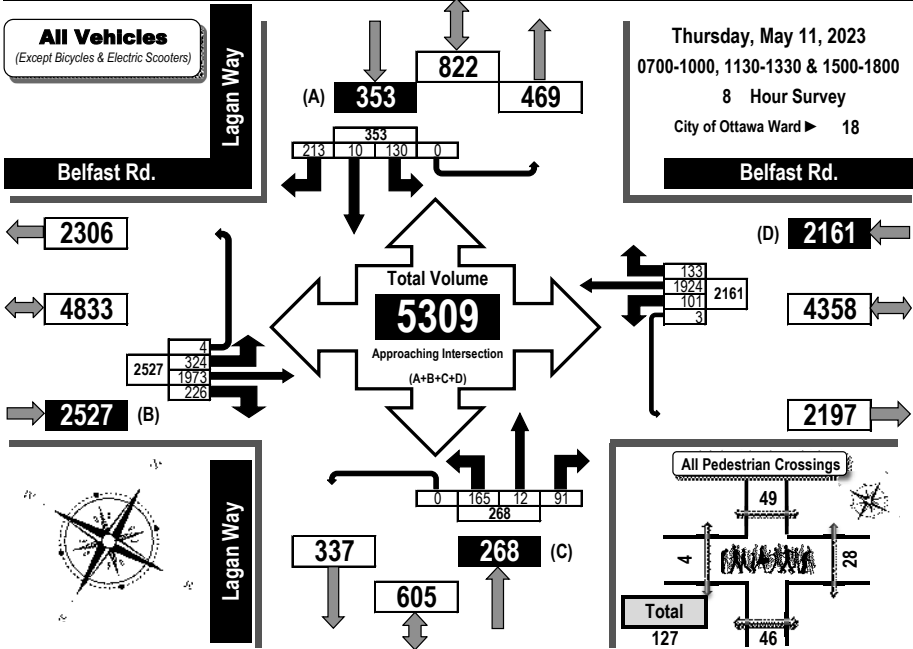 All Vehicles
(Except Bicycles & Electric Scooters)
Lagan Way
Belfast Rd.
822
(A) 353
469
353
213 10 130 0
Thursday, May 11, 2023
0700-1000, 1130-1330 & 1500-1800
8 Hour Survey
City of Ottawa Ward ► 18
Belfast Rd.
2306
4833
4
324
1973
226
2527
2527 (B)
Total Volume
5309
Approaching Intersection
(A+B+C+D)
(D) 2161
133
1924
101
3
2161
4358
2197
Lagan Way
0 165 12 91
268
337
268 (C)
605
All Pedestrian Crossings
49
4
28
46
Total
127